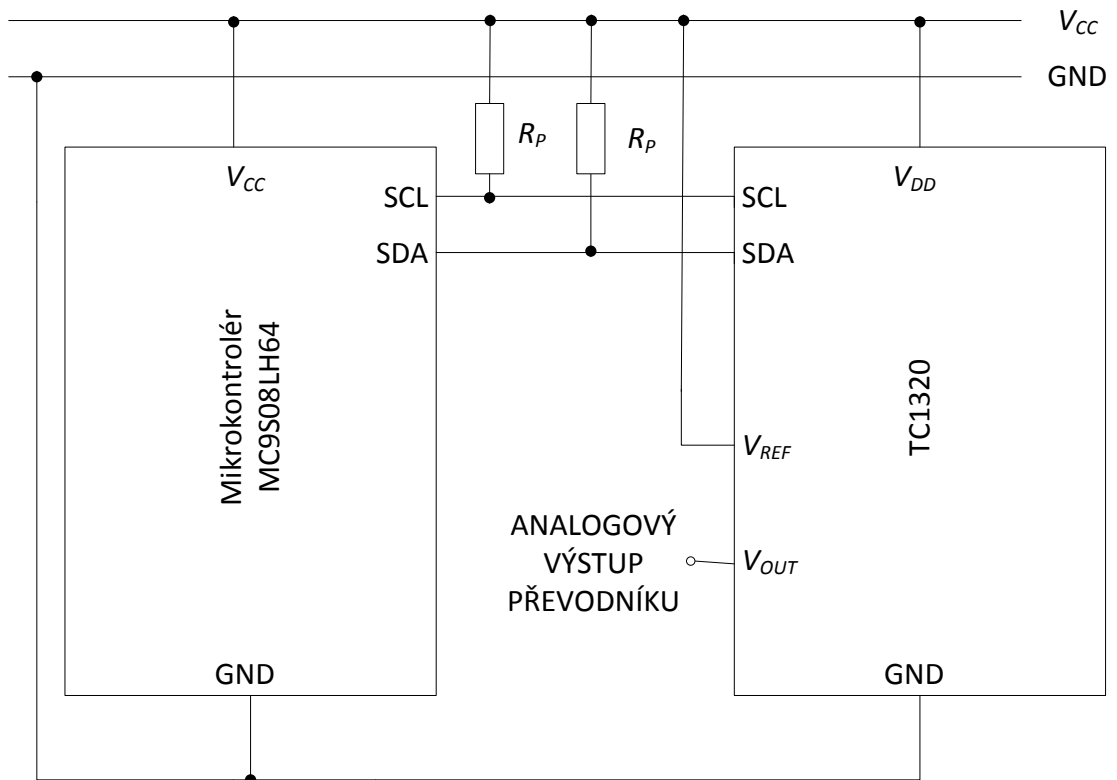 VCC
GND
RP
RP
VCC
SCL
SDA
Mikrokontrolér
MC9S08LH64
GND
VDD
SCL
SDA
TC1320
VREF
ANALOGOVÝ
VÝSTUP
PŘEVODNÍKU
VOUT
GND